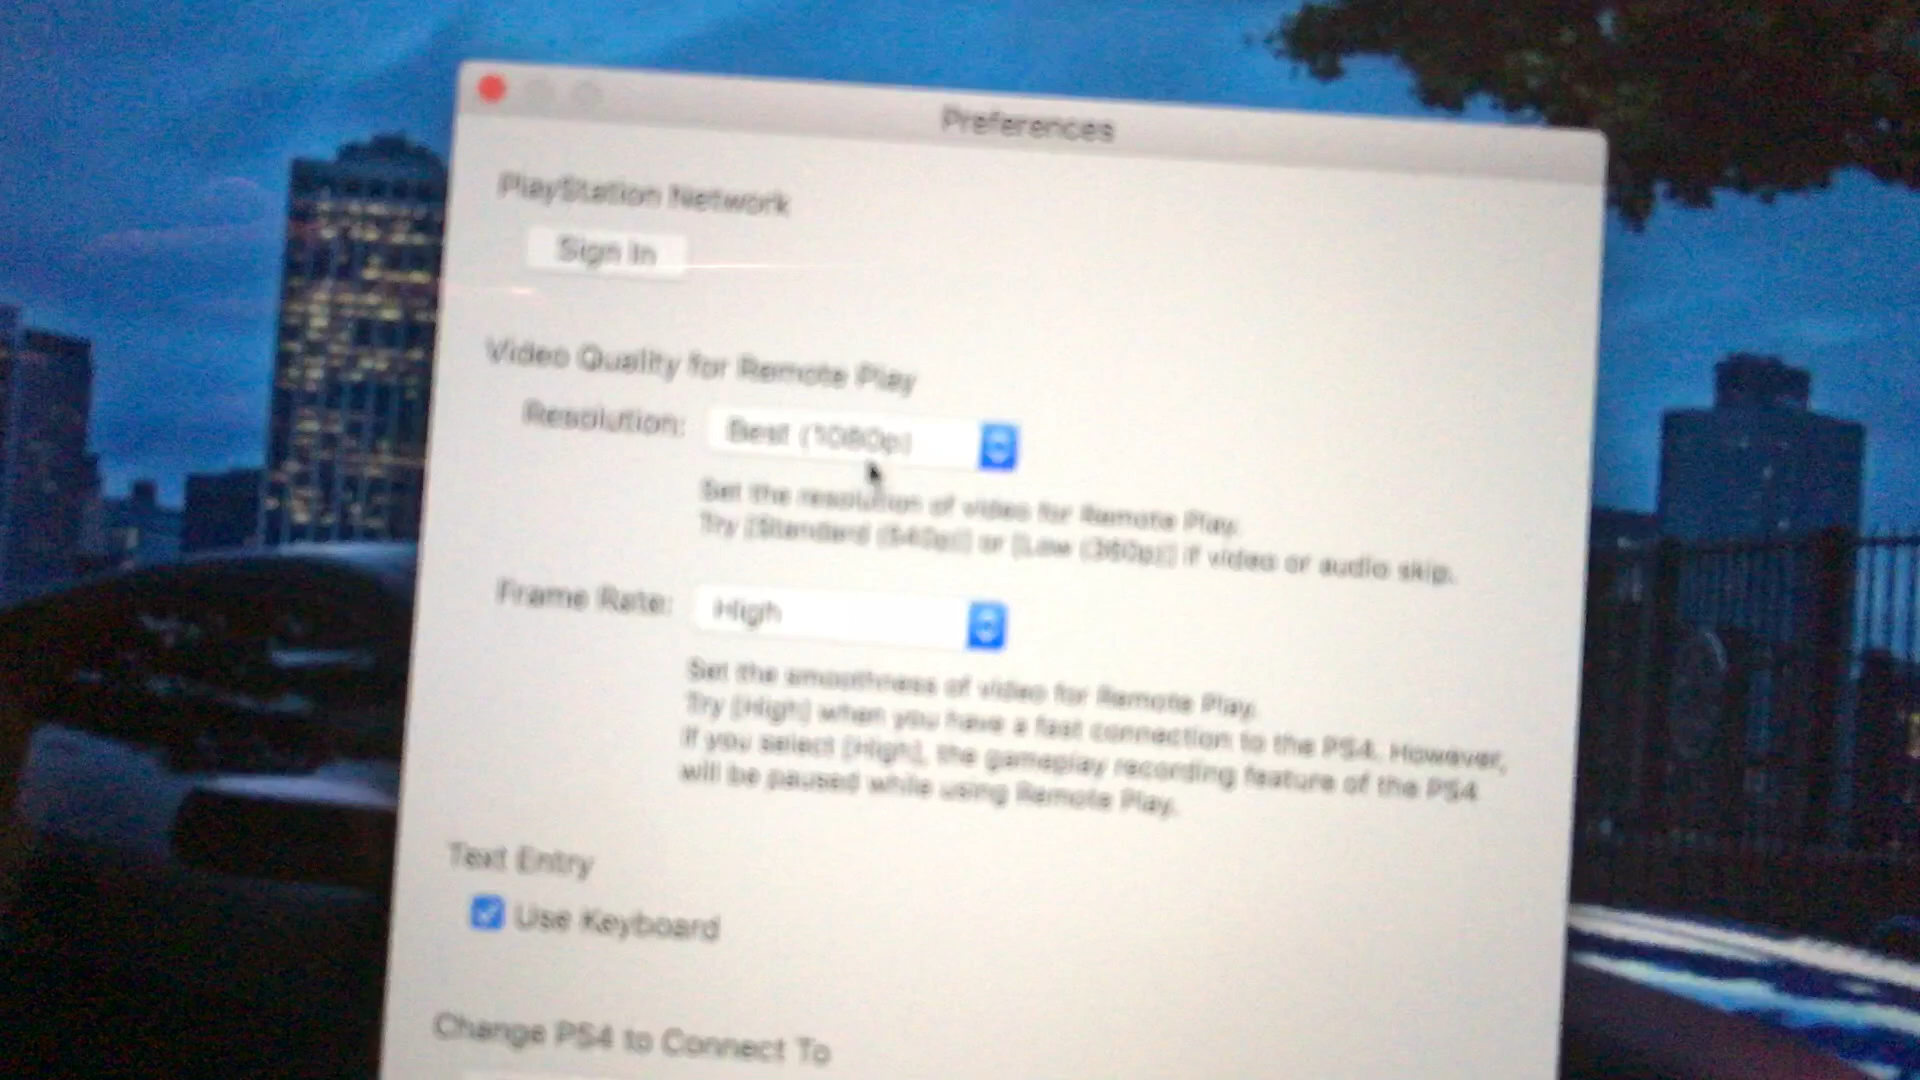 Preferences
PlayStation Network
Sign In
Video Quality for Remote Play
Resolution: Best (1080p)
Set the resolution of video for Remote Play.
Try [Standard (540p)] or [Low (360p)] if video or audio skip.
Frame Rate: High
Set the smoothness of video for Remote Play.
Try [High] when you have a fast connection to the PS4. However,
if you select [High], the gameplay recording feature of the PS4
will be paused while using Remote Play.
Text Entry
Use Keyboard
Change PS4 to Connect To